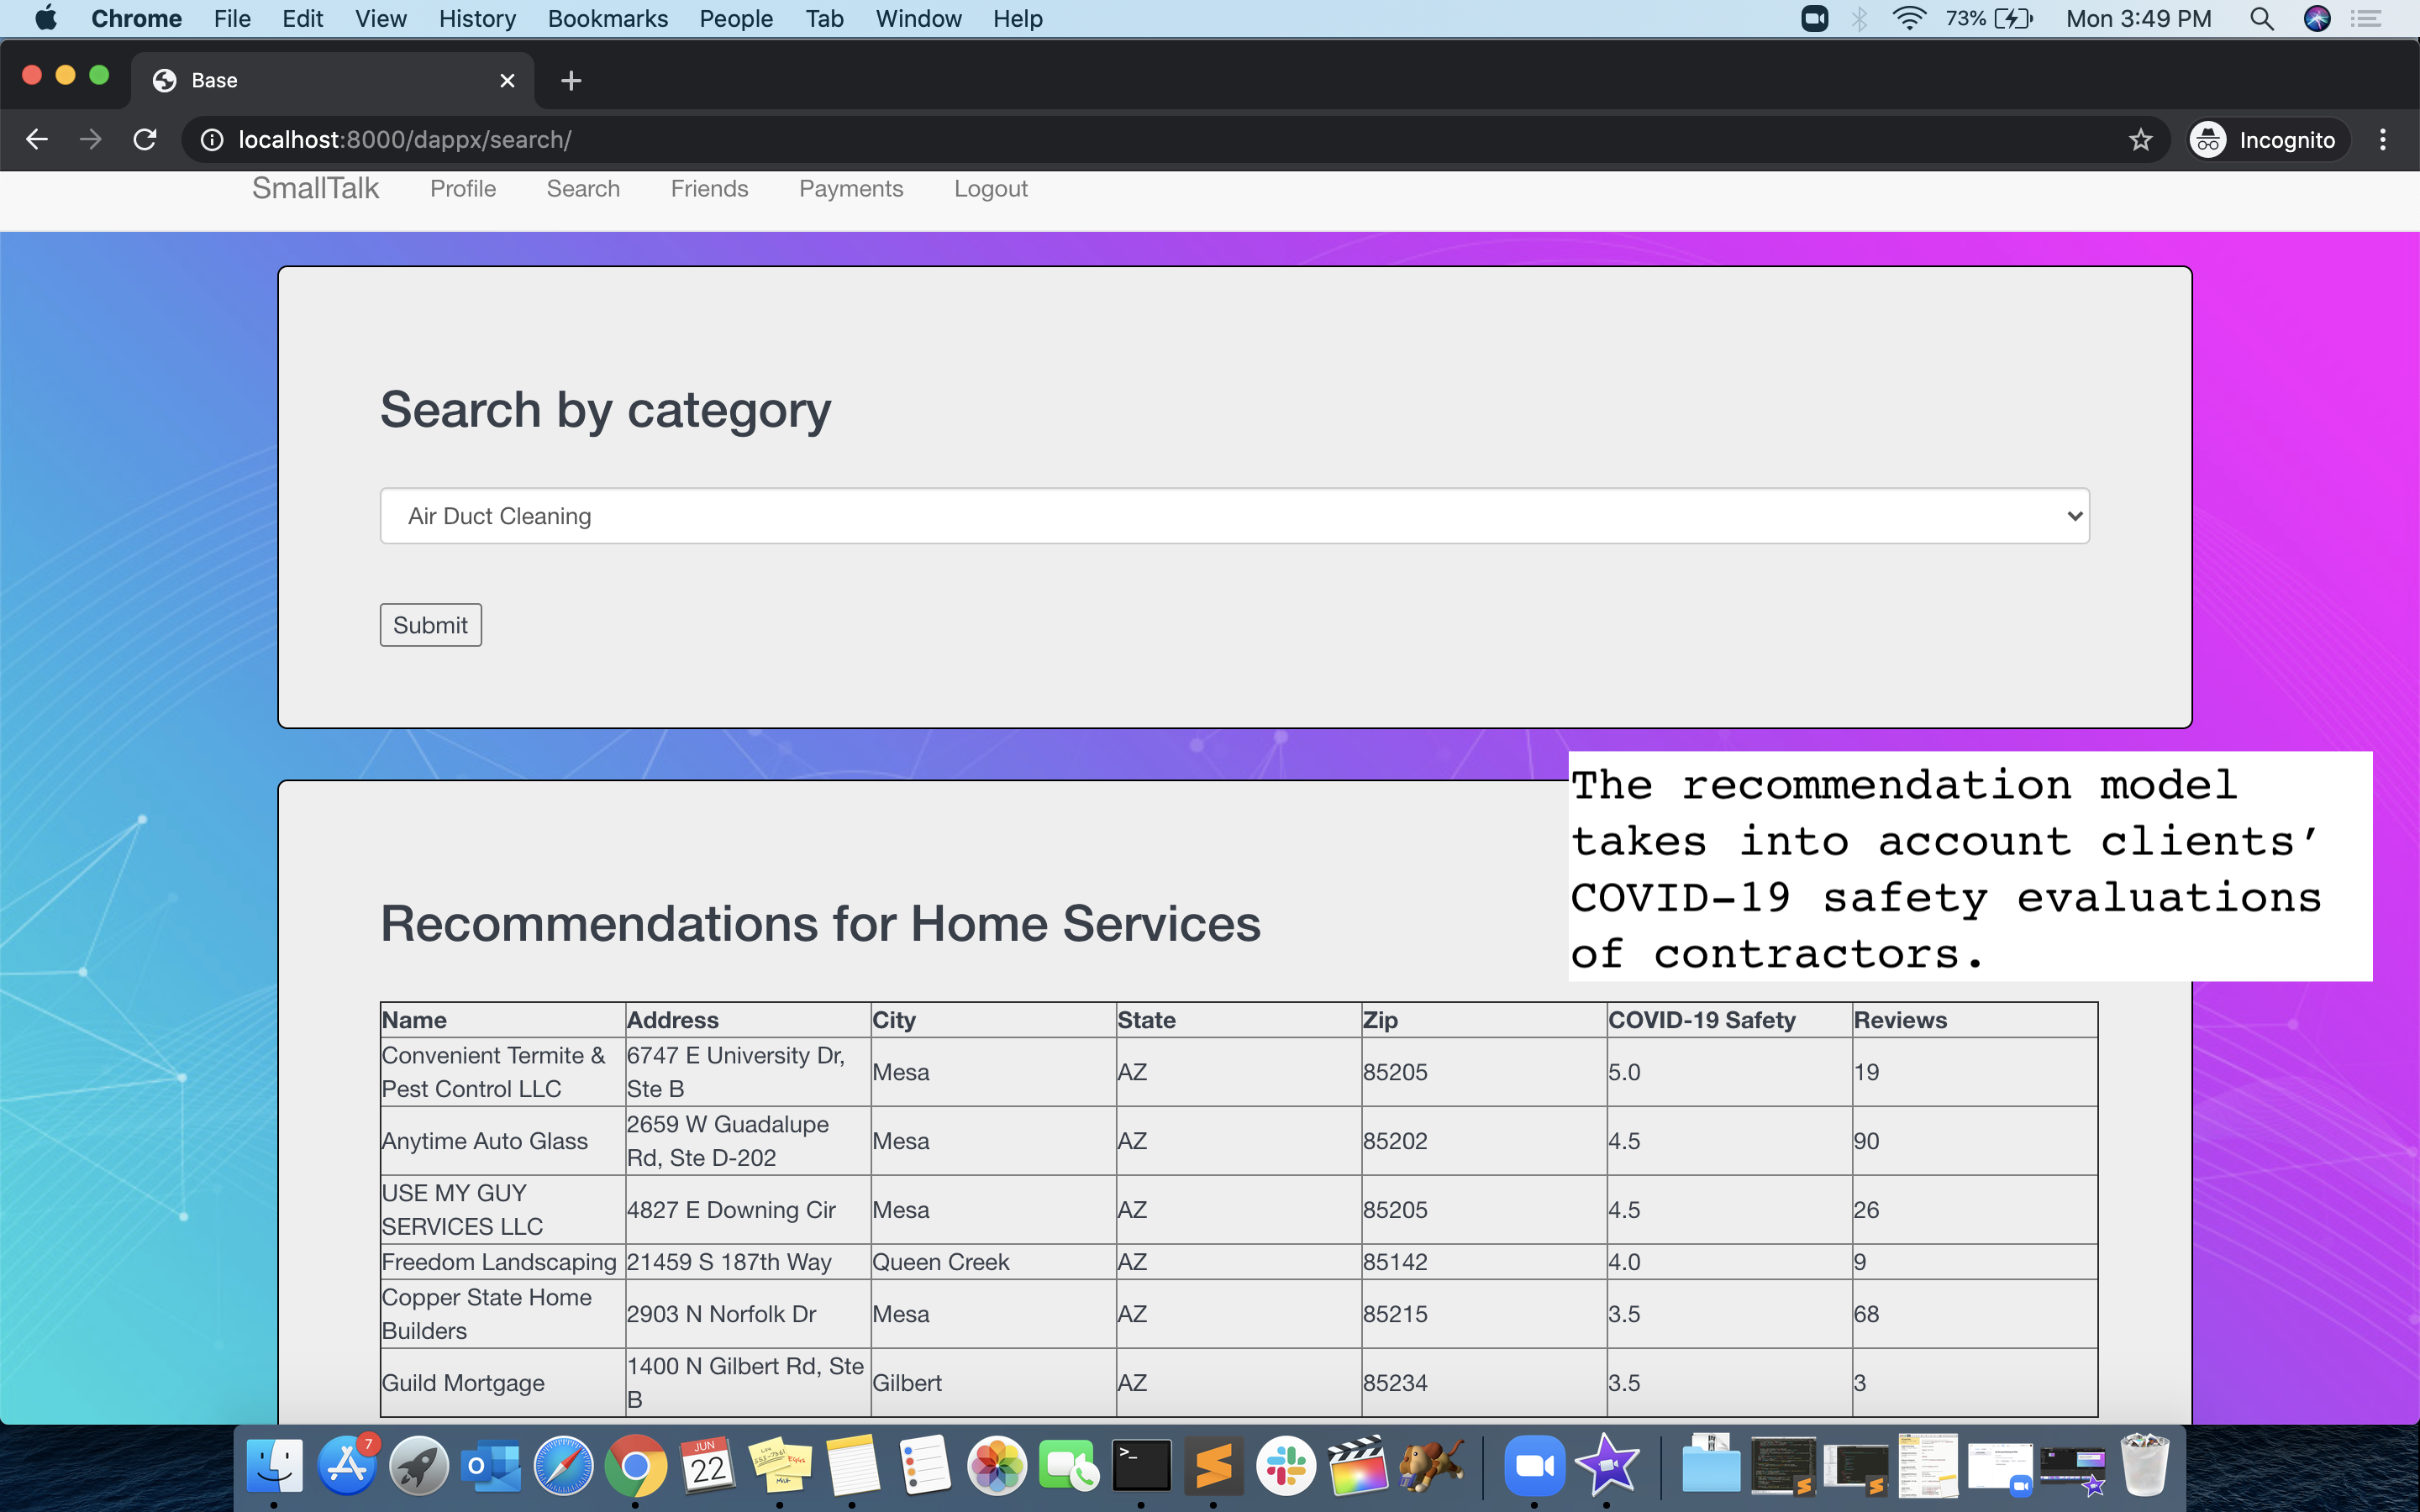 Chrome File Edit View History Bookmarks People Tab Window Help 73% Mon 3:49 PM
Base
localhost:8000/dappx/search/ Incognito
SmallTalk Profile Search Friends Payments Logout
Search by category
Air Duct Cleaning
Submit
The recommendation model
takes into account clients’
COVID-19 safety evaluations
of contractors.
Recommendations for Home Services
Name Address City State Zip COVID-19 Safety Reviews
Convenient Termite & Pest Control LLC 6747 E University Dr, Ste B Mesa AZ 85205 5.0 19
Anytime Auto Glass 2659 W Guadalupe Rd, Ste D-202 Mesa AZ 85202 4.5 90
USE MY GUY SERVICES LLC 4827 E Downing Cir Mesa AZ 85205 4.5 26
Freedom Landscaping 21459 S 187th Way Queen Creek AZ 85142 4.0 9
Copper State Home Builders 2903 N Norfolk Dr Mesa AZ 85215 3.5 68
Guild Mortgage 1400 N Gilbert Rd, Ste B Gilbert AZ 85234 3.5 3
7 JUN 22